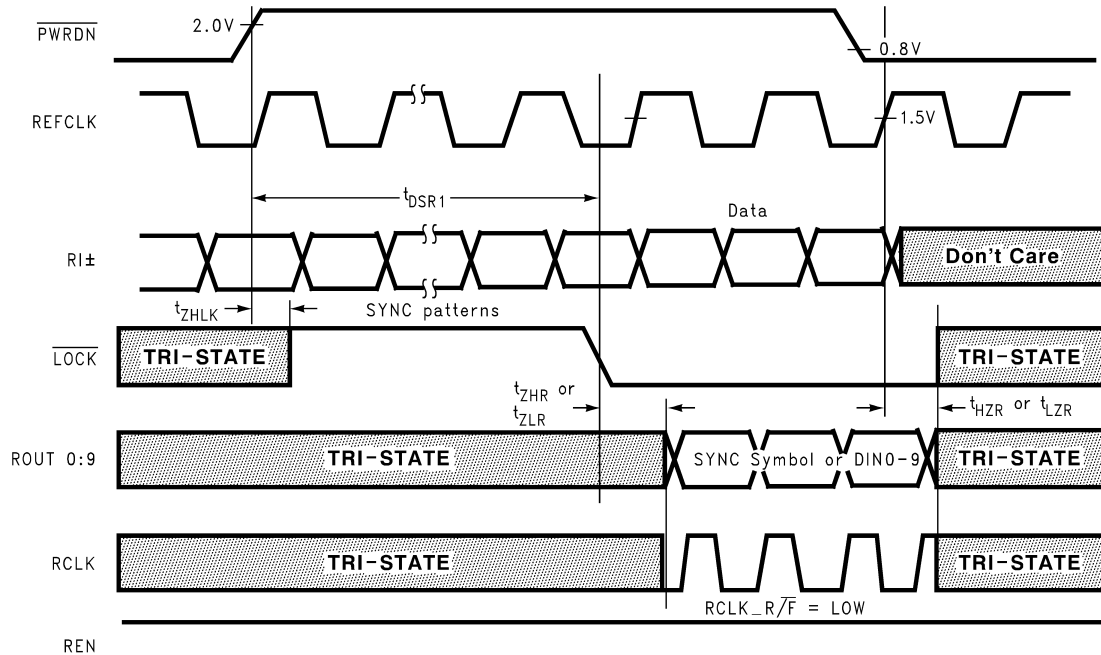 PWRDN
2.0V
0.8V
REFCLK
1.5V
tDSR1
Data
RI±
Don't Care
tZHLK
SYNC patterns
LOCK
TRI-STATE
TRI-STATE
tZHR or
tZLR
tHZR or tLZR
ROUT 0:9
TRI-STATE
SYNC Symbol or DIN0-9
TRI-STATE
RCLK
TRI-STATE
TRI-STATE
RCLK_R/F = LOW
REN